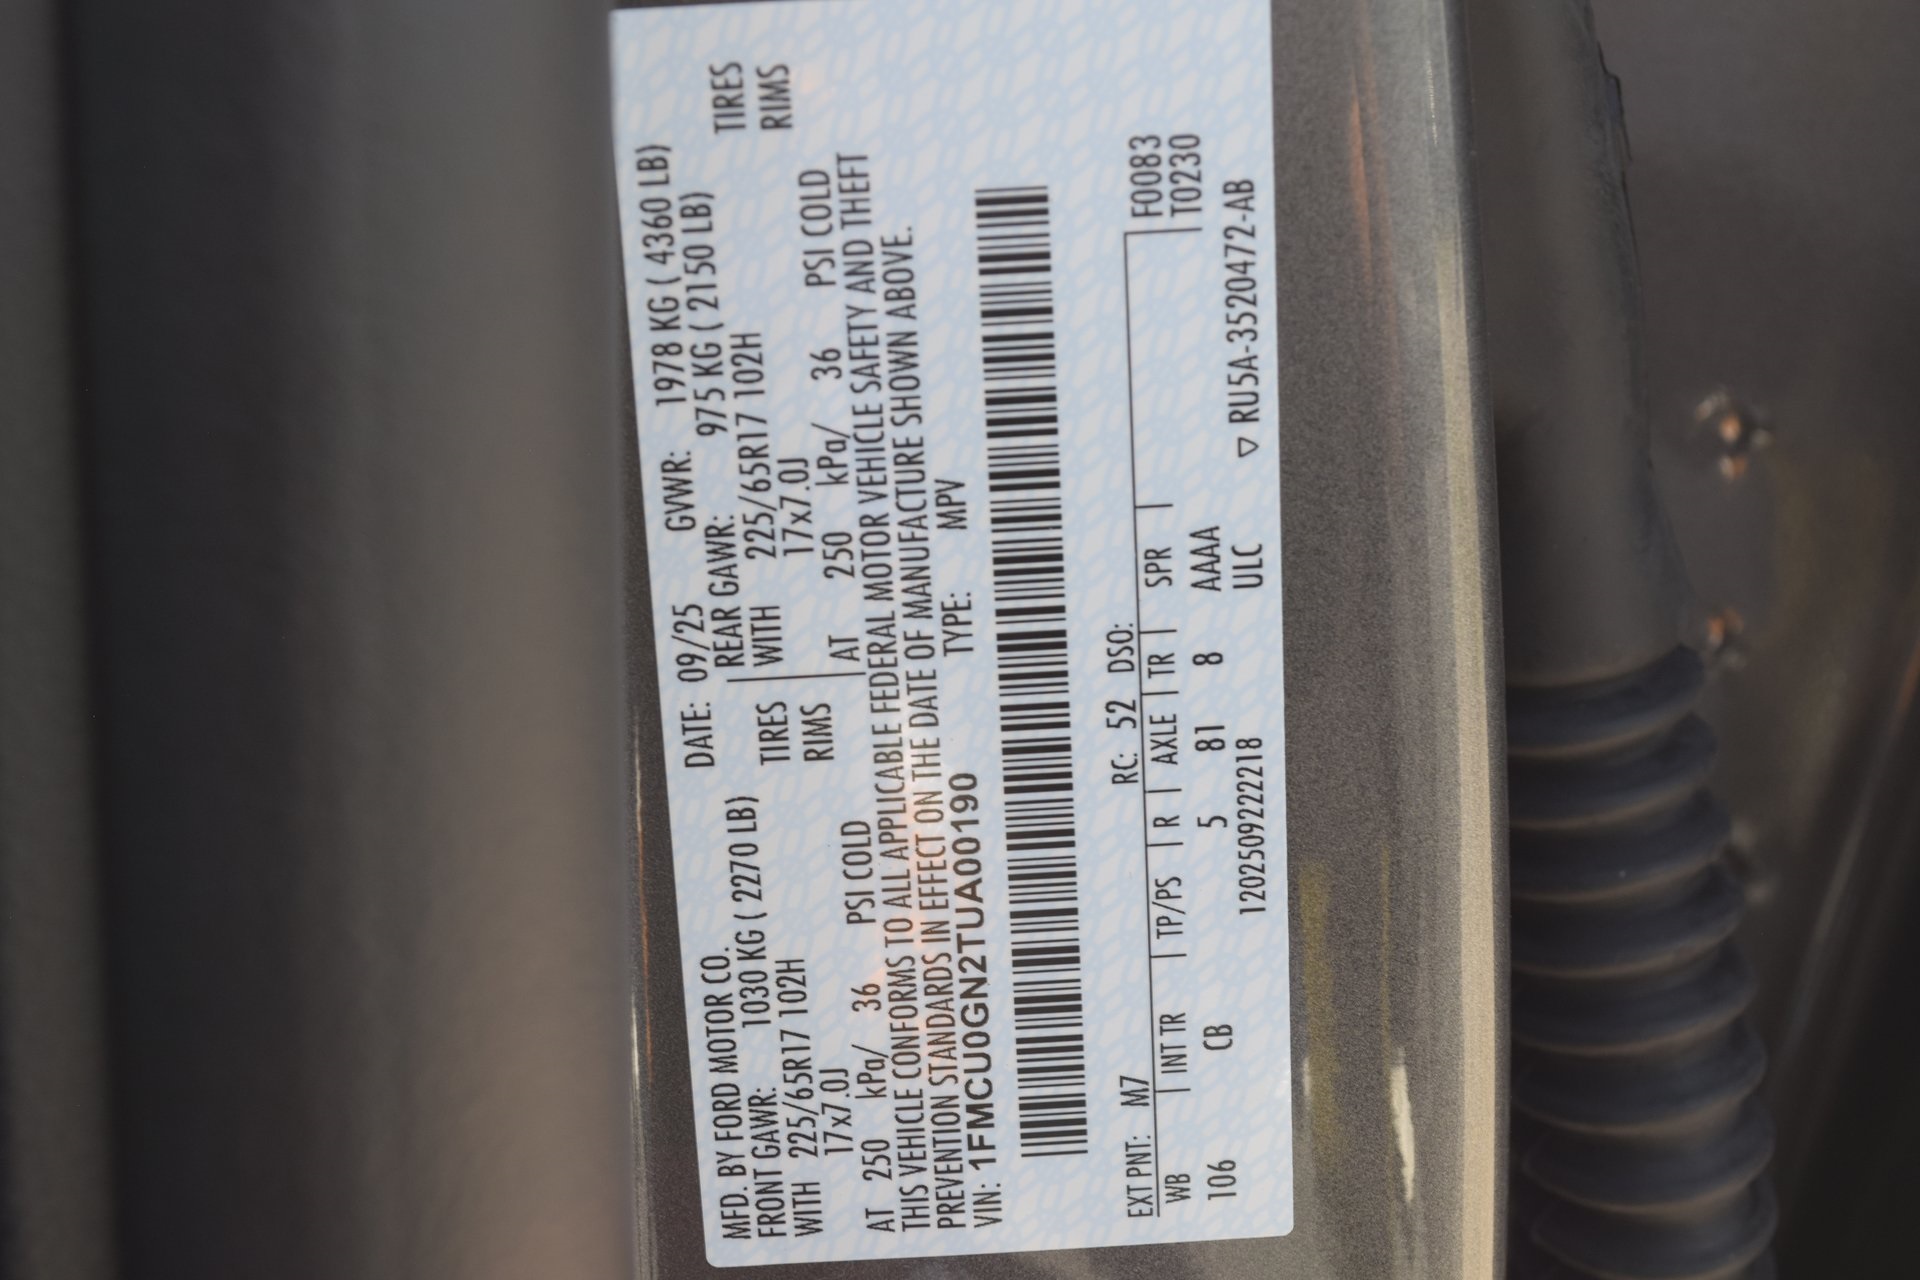 MFD. BY FORD MOTOR CO. DATE: 09/25 GVWR: 1978 KG ( 4360 LB)
FRONT GAWR: 1030 KG ( 2270 LB) REAR GAWR: 975 KG ( 2150 LB)
WITH 225/65R17 102H TIRES WITH 225/65R17 102H TIRES
17x7.0J RIMS 17x7.0J RIMS
AT 250 kPa/ 36 PSI COLD AT 250 kPa/ 36 PSI COLD
THIS VEHICLE CONFORMS TO ALL APPLICABLE FEDERAL MOTOR VEHICLE SAFETY AND THEFT
PREVENTION STANDARDS IN EFFECT ON THE DATE OF MANUFACTURE SHOWN ABOVE.
VIN: 1FMCU0GN2TUA00190 TYPE: MPV
EXT PNT: M7 RC: 52 DSO: F0083
WB INT TR TP/PS R AXLE TR SPR T0230
106 CB 5 81 8 AAAA
1202509222218 ULC ▽ RU5A-3520472-AB